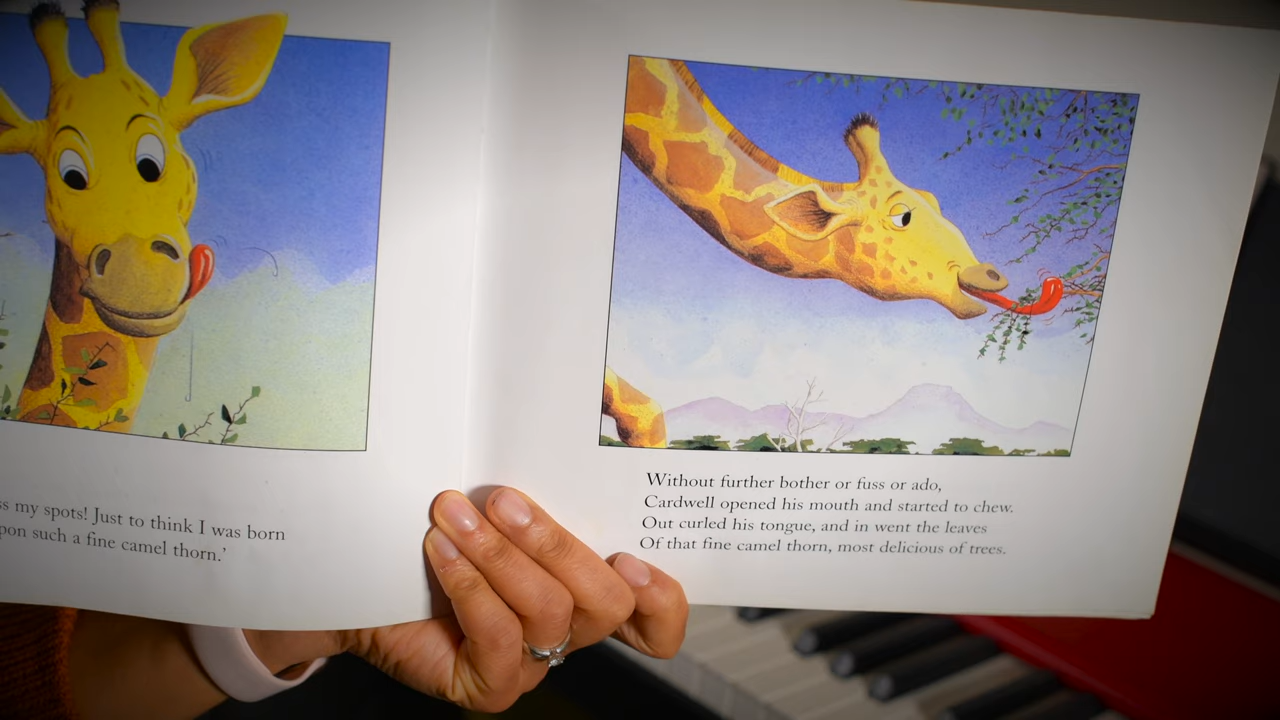 my spots! Just to think I was born
such a fine camel thorn.'
Without further bother or fuss or ado,
Cardwell opened his mouth and started to chew.
Out curled his tongue, and in went the leaves
Of that fine camel thorn, most delicious of trees.